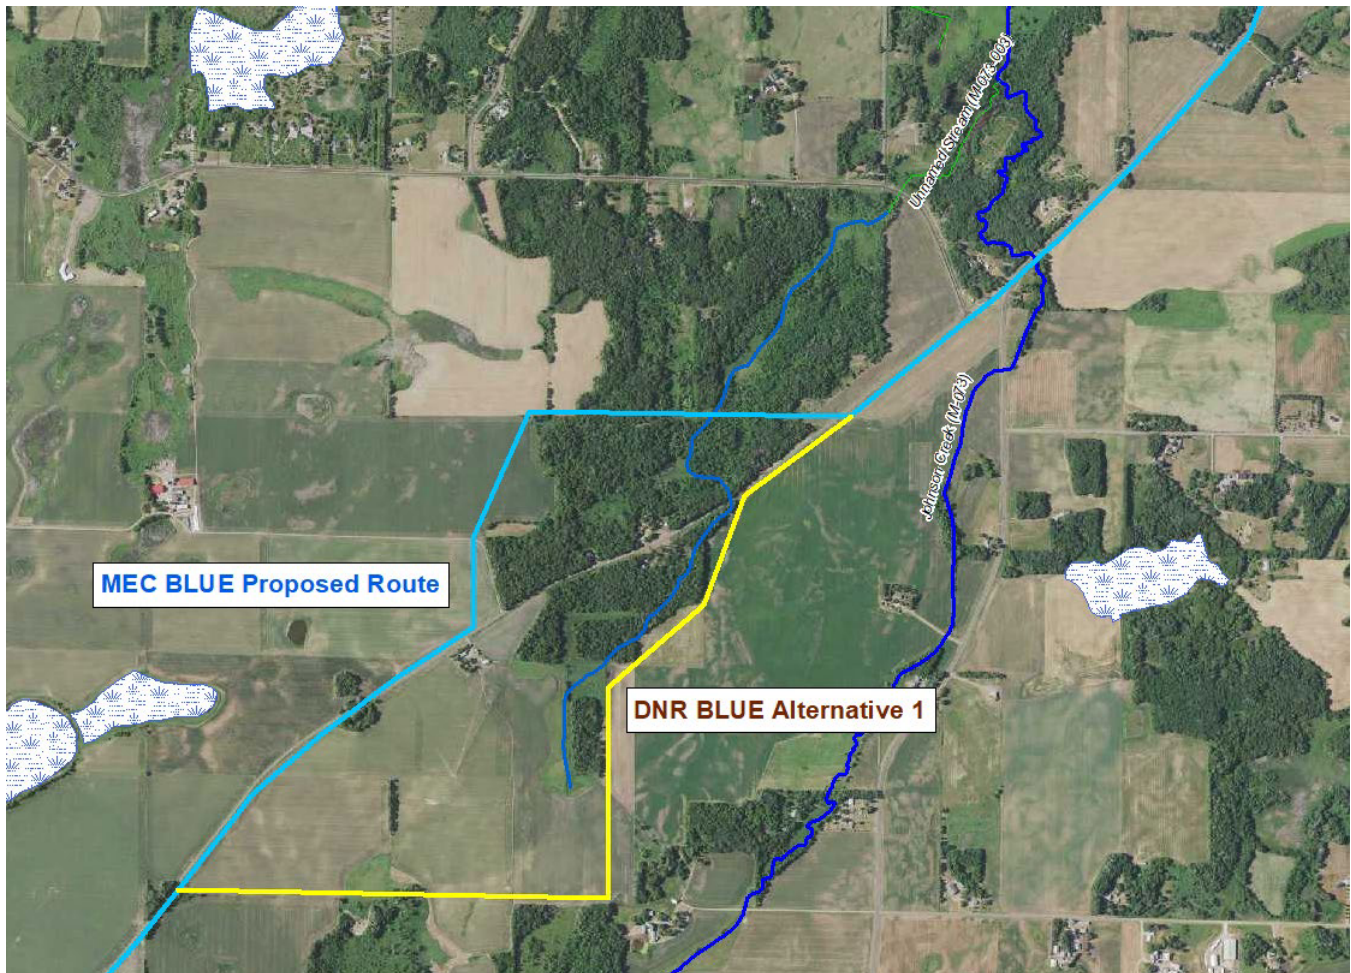 Unnamed Stream (M-073-003)
Johnson Creek (M-073)
MEC BLUE Proposed Route
DNR BLUE Alternative 1